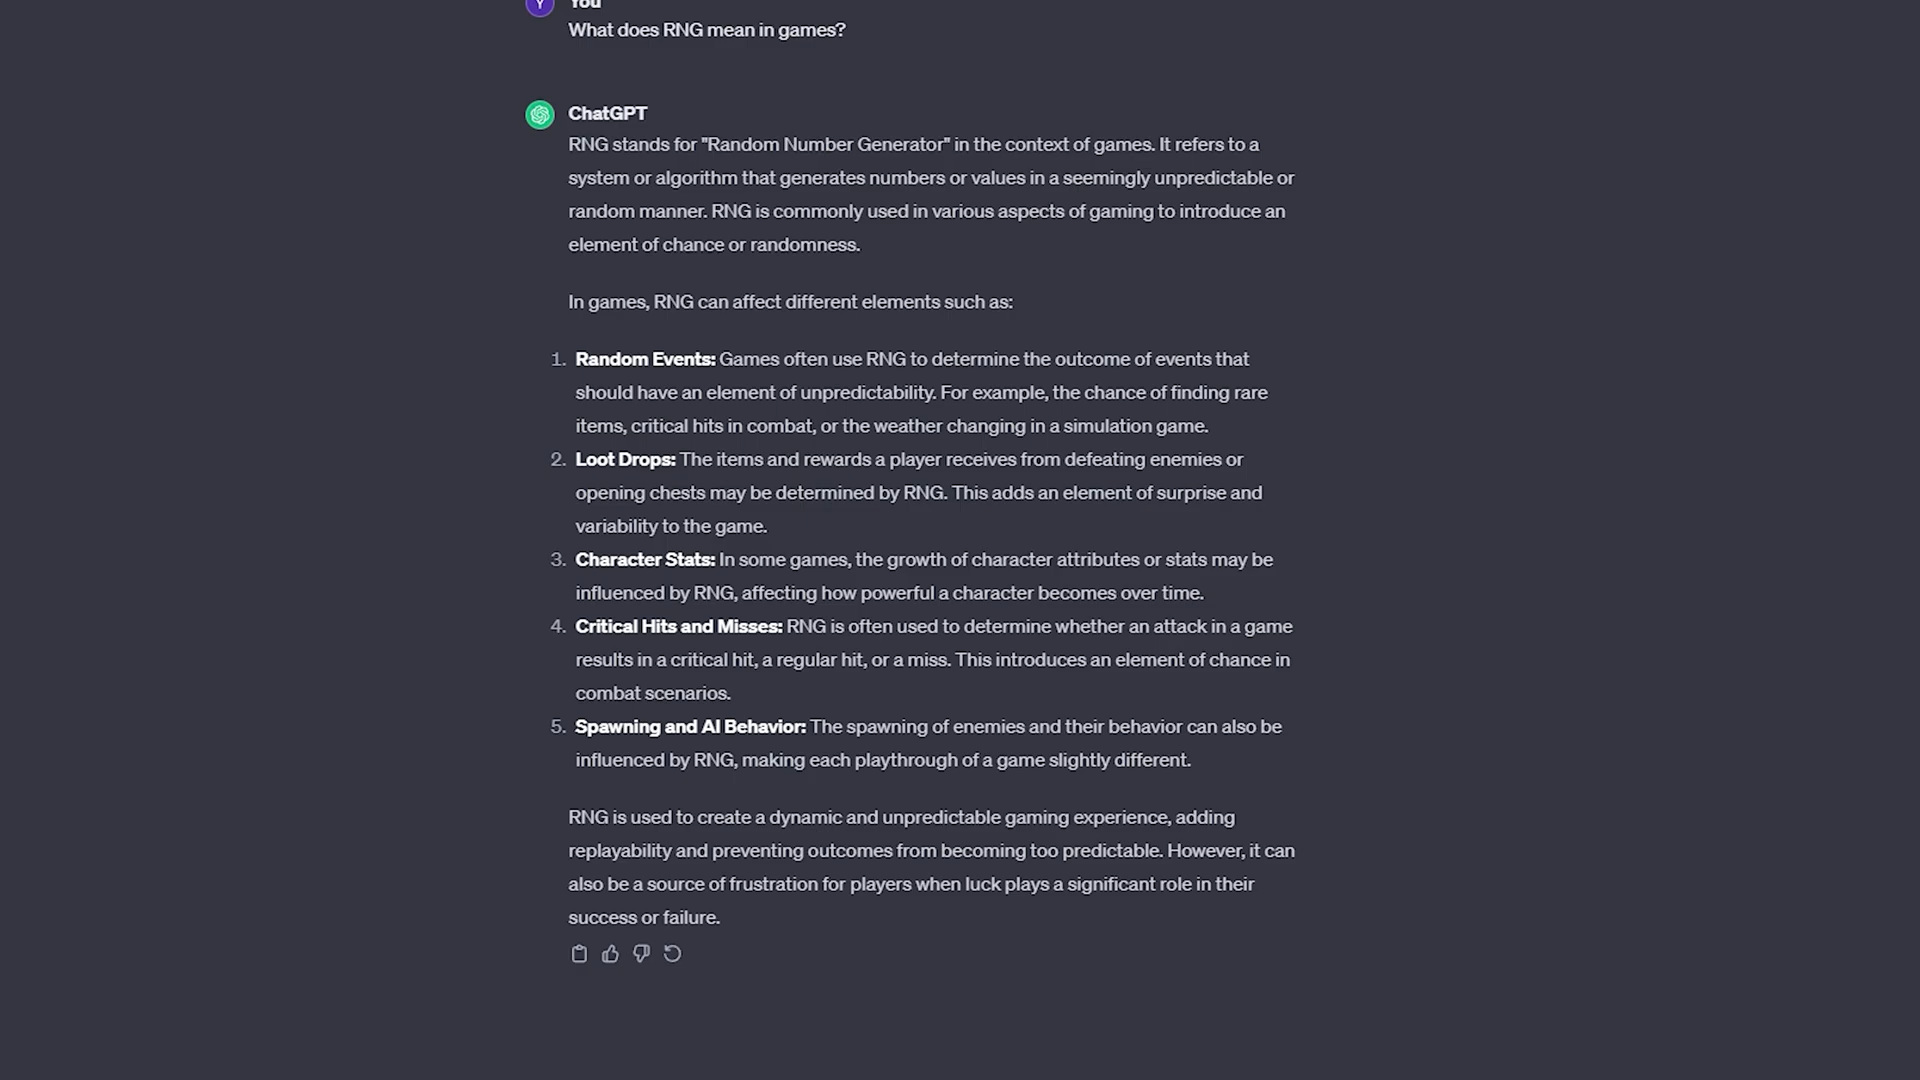 You
Y
What does RNG mean in games?
ChatGPT
RNG stands for "Random Number Generator" in the context of games. It refers to a
system or algorithm that generates numbers or values in a seemingly unpredictable or
random manner. RNG is commonly used in various aspects of gaming to introduce an
element of chance or randomness.
In games, RNG can affect different elements such as:
1. Random Events: Games often use RNG to determine the outcome of events that
should have an element of unpredictability. For example, the chance of finding rare
items, critical hits in combat, or the weather changing in a simulation game.
2. Loot Drops: The items and rewards a player receives from defeating enemies or
opening chests may be determined by RNG. This adds an element of surprise and
variability to the game.
3. Character Stats: In some games, the growth of character attributes or stats may be
influenced by RNG, affecting how powerful a character becomes over time.
4. Critical Hits and Misses: RNG is often used to determine whether an attack in a game
results in a critical hit, a regular hit, or a miss. This introduces an element of chance in
combat scenarios.
5. Spawning and AI Behavior: The spawning of enemies and their behavior can also be
influenced by RNG, making each playthrough of a game slightly different.
RNG is used to create a dynamic and unpredictable gaming experience, adding
replayability and preventing outcomes from becoming too predictable. However, it can
also be a source of frustration for players when luck plays a significant role in their
success or failure.